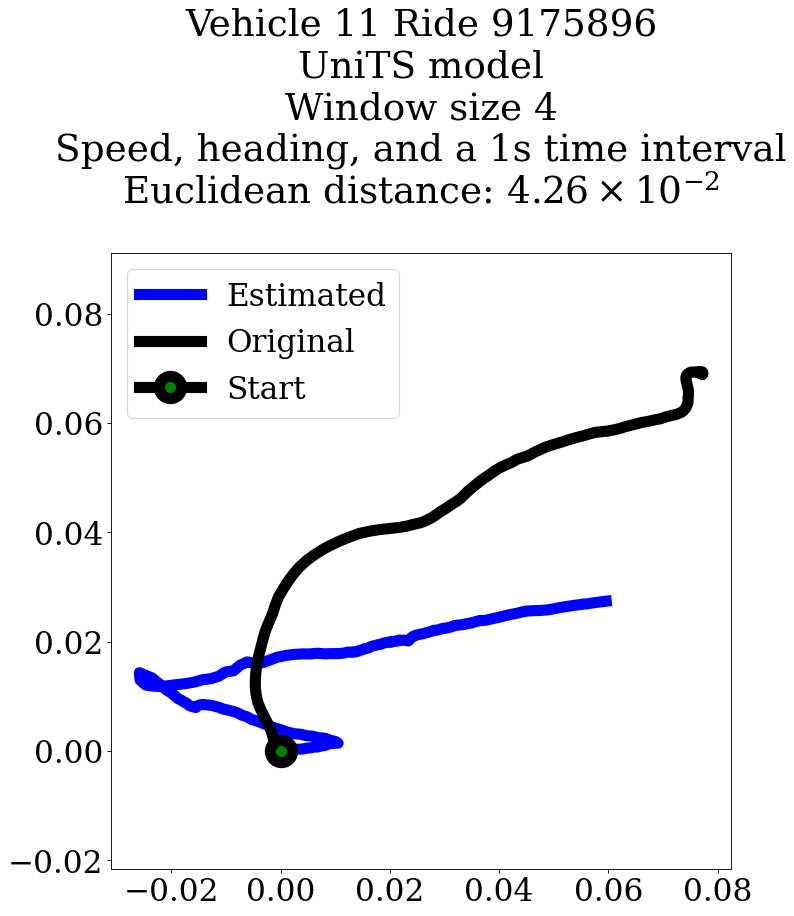 Vehicle 11 Ride 9175896
UniTS model
Window size 4
Speed, heading, and a 1s time interval
Euclidean distance: 4.26 × 10⁻²
Estimated
Original
Start
0.08
0.06
0.04
0.02
0.00
−0.02
−0.02 0.00 0.02 0.04 0.06 0.08